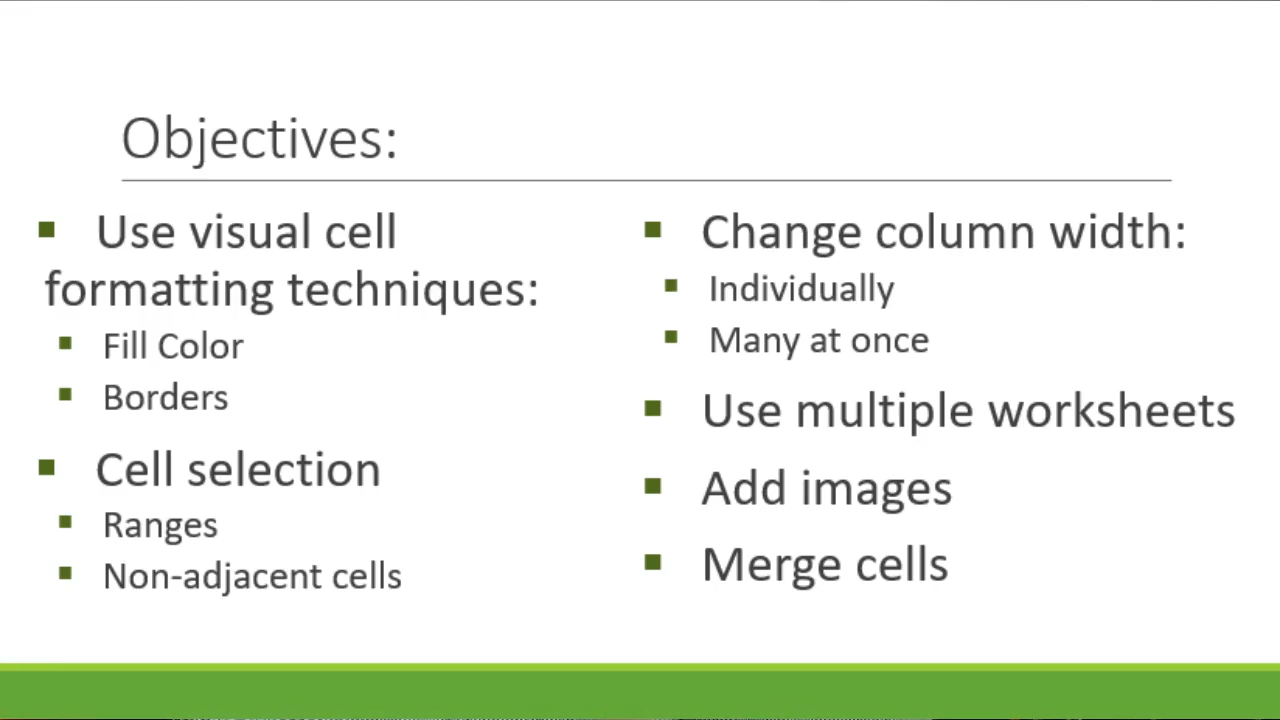 Objectives:
Use visual cell
formatting techniques:
Fill Color
Borders
Cell selection
Ranges
Non-adjacent cells
Change column width:
Individually
Many at once
Use multiple worksheets
Add images
Merge cells